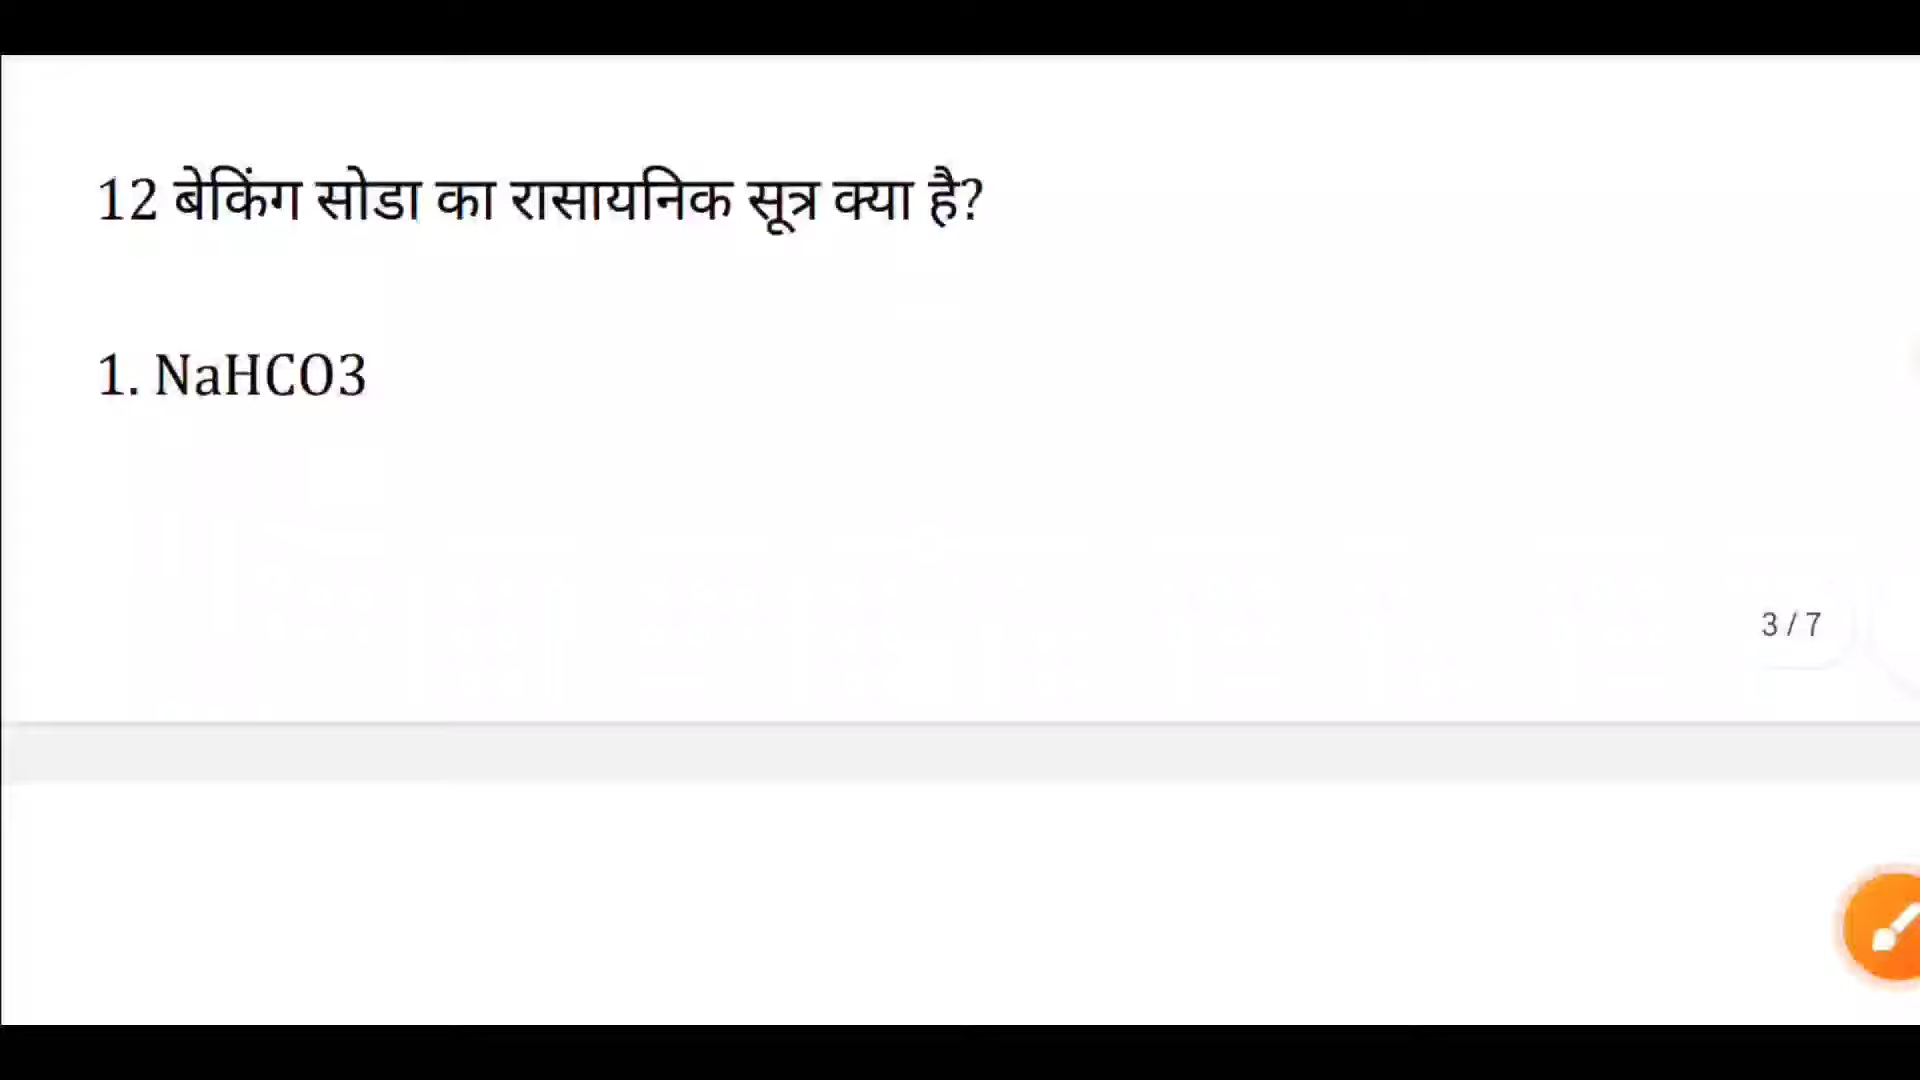 12 बेकिंग सोडा का रासायनिक सूत्र क्या है?
1. NaHCO3
3 / 7